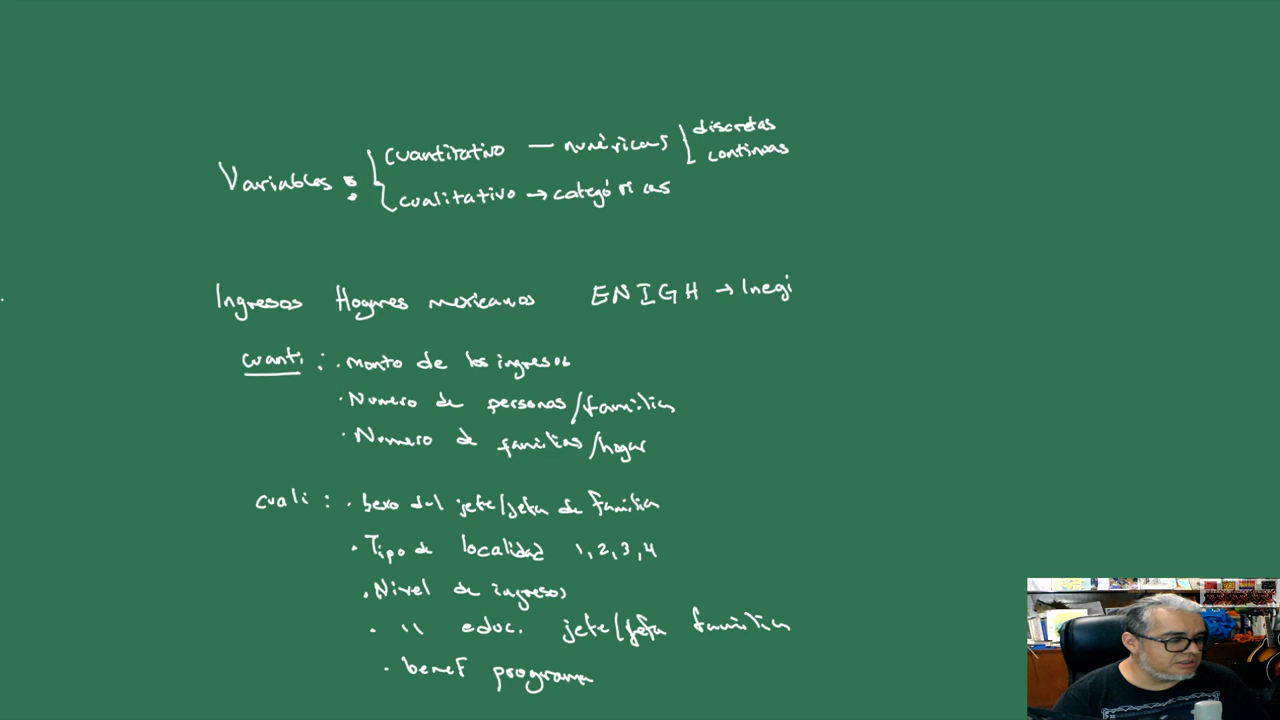 Variables : cuantitativo — numéricas discretas
continuas
cualitativo → categóricas
Ingresos Hogares mexicanos ENIGH → Inegi
cuanti : · monto de los ingresos
· Numero de personas/familia
· Numero de familias/hogar
cuali : · sexo del jefe/jefa de familia
· Tipo de localidad 1, 2, 3, 4
· Nivel de ingresos
· " educ. jefe/jefa familia
· benef programa